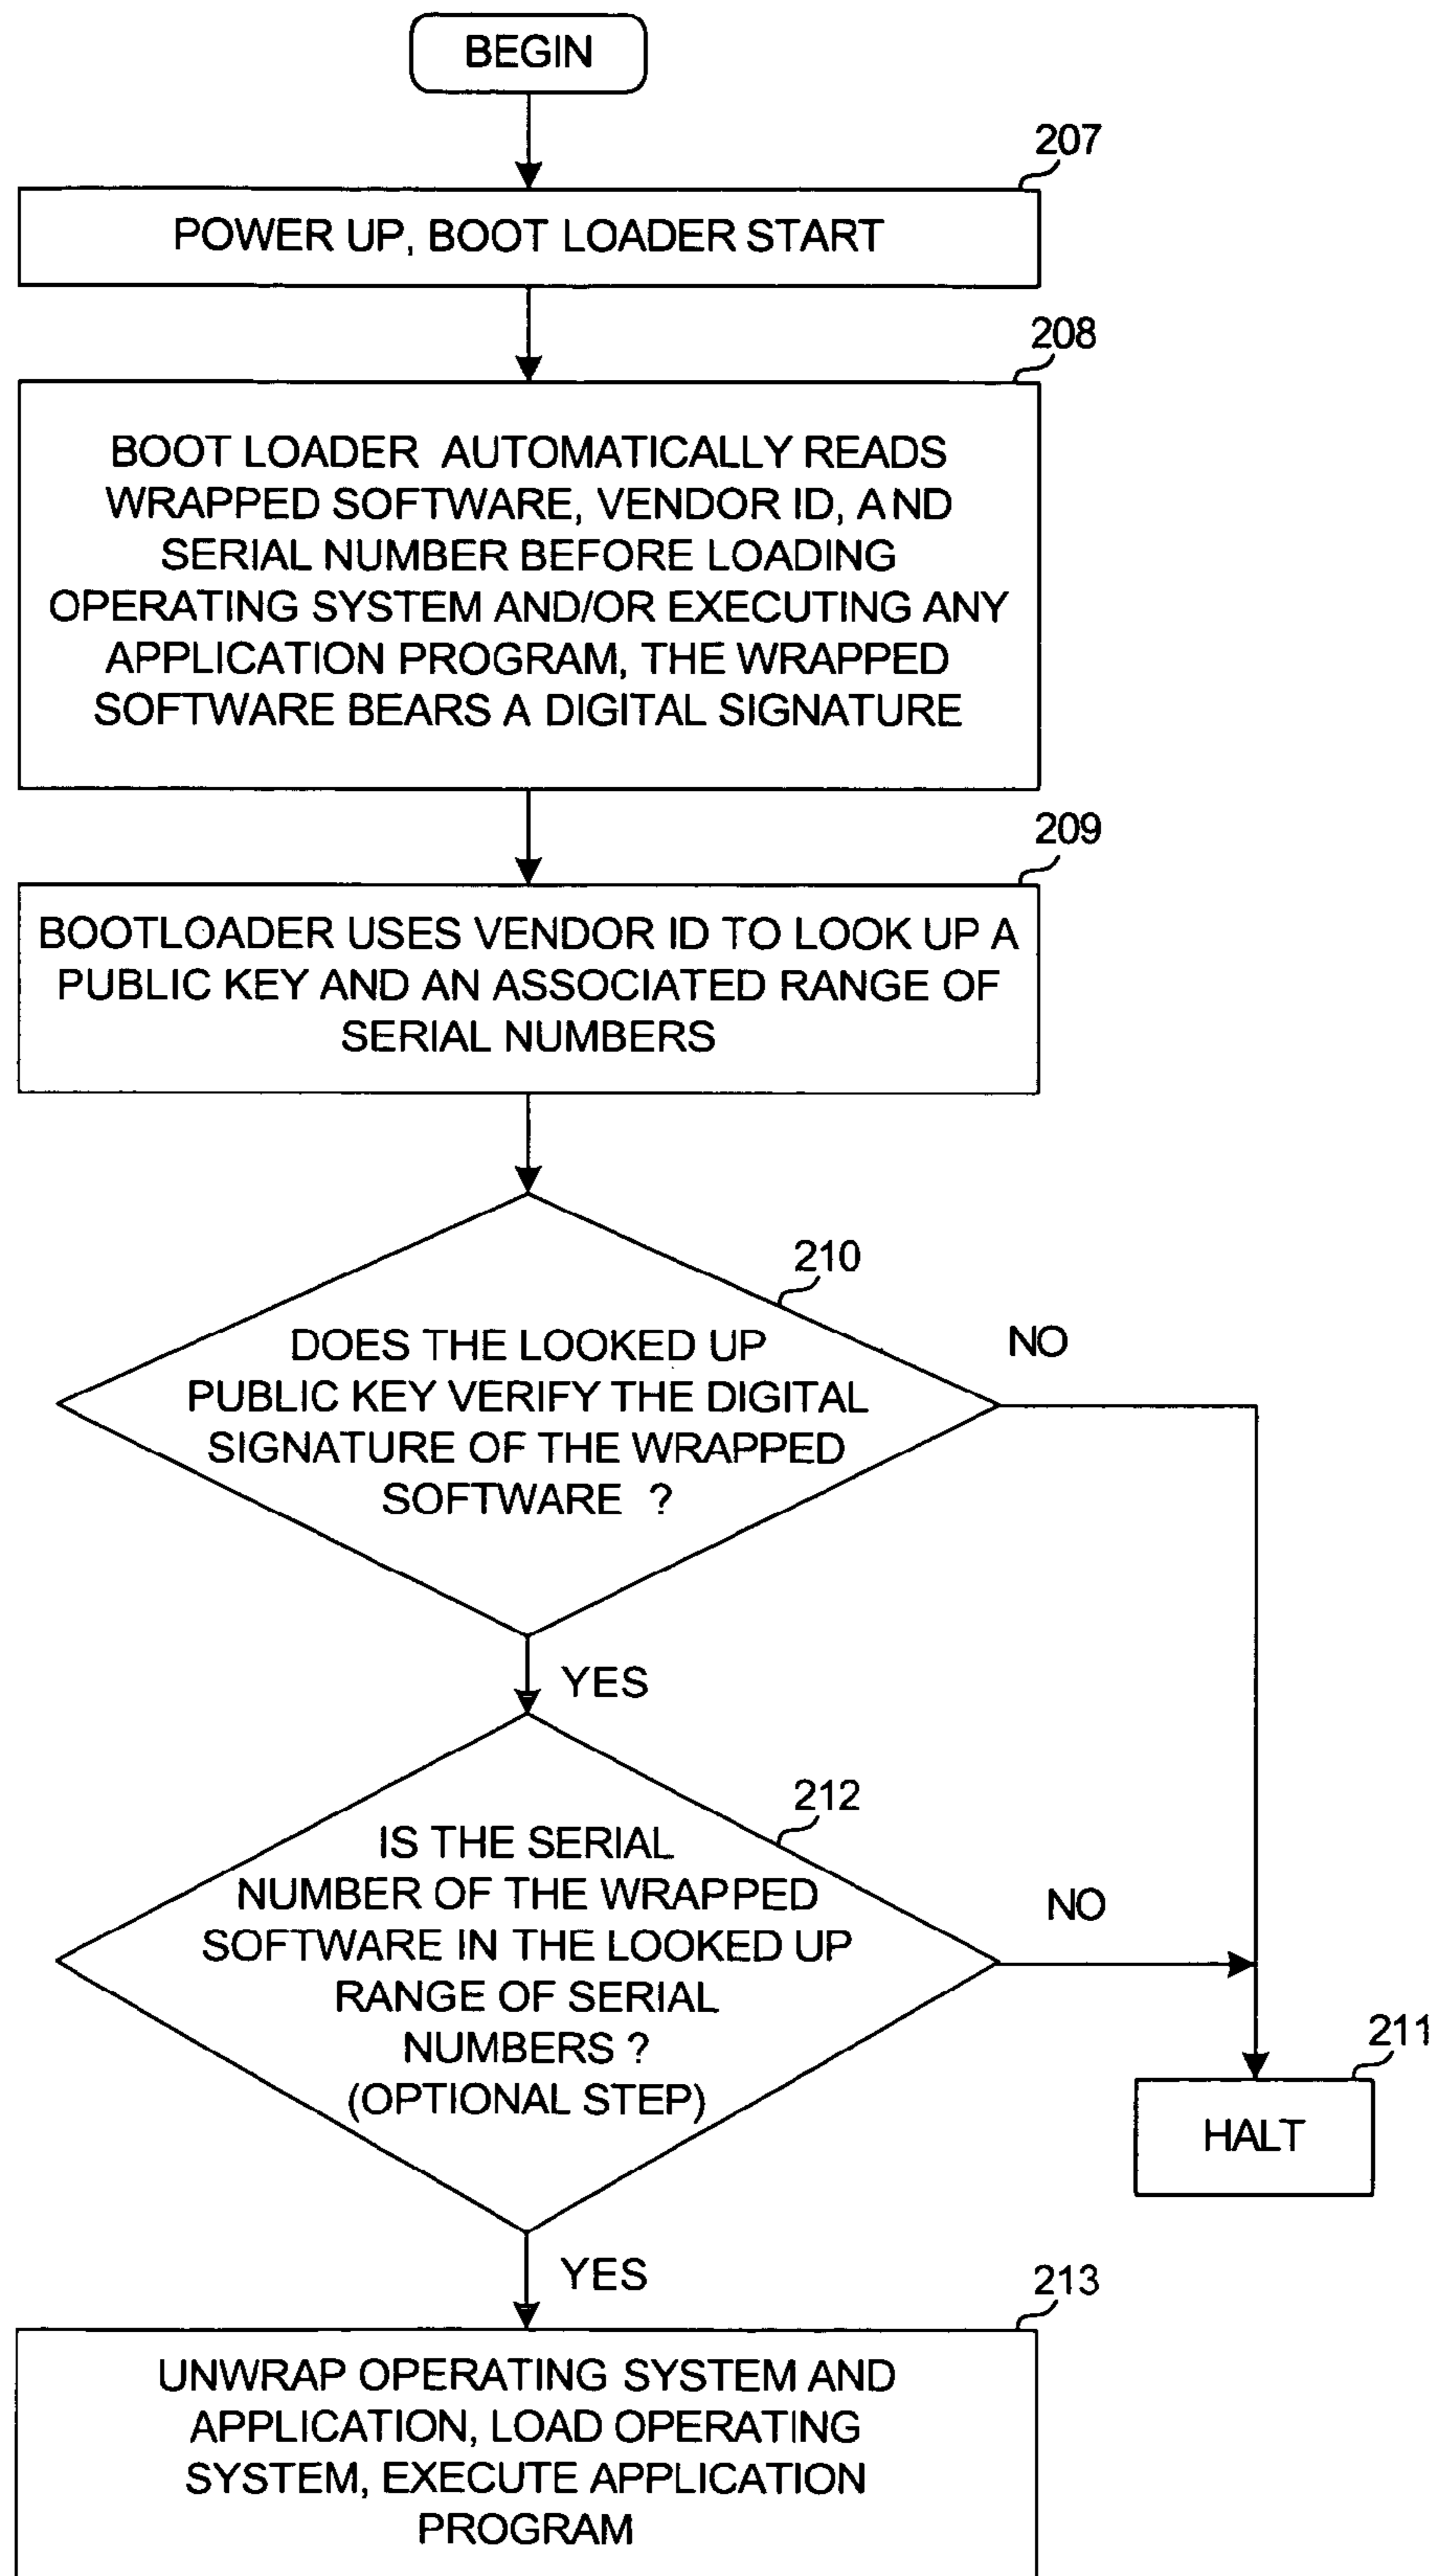 BEGIN
207
POWER UP, BOOT LOADER START
208
BOOT LOADER AUTOMATICALLY READS
WRAPPED SOFTWARE, VENDOR ID, AND
SERIAL NUMBER BEFORE LOADING
OPERATING SYSTEM AND/OR EXECUTING ANY
APPLICATION PROGRAM, THE WRAPPED
SOFTWARE BEARS A DIGITAL SIGNATURE
209
BOOTLOADER USES VENDOR ID TO LOOK UP A
PUBLIC KEY AND AN ASSOCIATED RANGE OF
SERIAL NUMBERS
210
DOES THE LOOKED UP
PUBLIC KEY VERIFY THE DIGITAL
SIGNATURE OF THE WRAPPED
SOFTWARE ?
NO
YES
212
IS THE SERIAL
NUMBER OF THE WRAPPED
SOFTWARE IN THE LOOKED UP
RANGE OF SERIAL
NUMBERS ?
(OPTIONAL STEP)
NO
211
HALT
YES
213
UNWRAP OPERATING SYSTEM AND
APPLICATION, LOAD OPERATING
SYSTEM, EXECUTE APPLICATION
PROGRAM